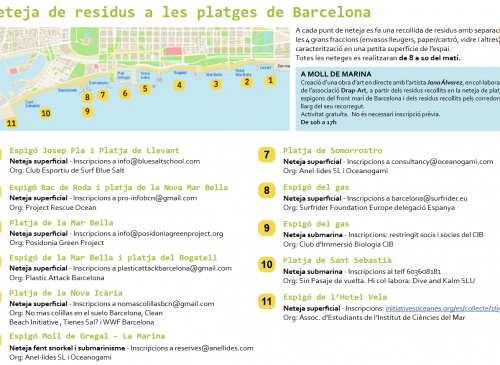 Neteja de residus a les platges de Barcelona
A cada punt de neteja es fa una recollida de residus amb separació
les 4 grans fraccions (envasos lleugers, paper/cartró, vidre i altres)
caracterització en una petita superfície de l'espai.
Totes les neteges es realitzaran de 8 a 10 del matí.
A MOLL DE MARINA
Creació d'una obra d'art en directe amb l'artista Jana Álvarez, en col·labora
de l'associació Drap-Art, a partir dels residus recollits en la neteja de plat
espigons del front marí de Barcelona i dels residus recollits pels corredors
llarg del seu recorregut.
Activitat gratuïta. No és necessari inscripció prèvia.
De 10h a 17h
1
2
3
4
5
6
7
8
9
10
11
Espigó Josep Pla i Platja de Llevant
Neteja superficial - Inscripcions a info@bluesaltschool.com
Org: Club Esportiu de Surf Blue Salt
Espigó Bac de Roda i platja de la Nova Mar Bella
Neteja superficial - Inscripcions a pro-infobcn@gmail.com
Org: Project Rescue Ocean
Platja de la Mar Bella
Neteja superficial - Inscripcions a info@posidoniagreenproject.org
Org: Posidonia Green Project
Espigó de la Mar Bella i platja del Bogatell
Neteja superficial - Inscripcions a plasticattackbarcelona@gmail.com
Org: Plastic Attack Barcelona
Platja de la Nova Icària
Neteja superficial - Inscripcions a nomascolillasbcn@gmail.com
Org: No mas colillas en el suelo Barcelona, Clean
Beach Initiative , Tienes Sal? i WWF Barcelona
Espigó Moll de Gregal – La Marina
Neteja fent snorkel i submarinisme - Inscripcions a reserves@anellides.com
Org: Anel·lides SL i Oceanogami
7
Platja de Somorrostro
Neteja superficial - Inscripcions a consultancy@oceanogami.com
Org: Anel·lides SL i Oceanogami
8
Espigó del gas
Neteja superficial - Inscripcions a barcelona@surfrider.eu
Org: Surfrider Foundation Europe delegació Espanya
9
Espigó del gas
Neteja submarina - Inscripcions: restringit socis i socies del CIB
Org: Club d'Immersió Biologia CIB
10
Platja de Sant Sebastià
Neteja submarina - Inscripcions al telf 603608181
Org: Sin Pasaje de vuelta. Hi col·labora: Dive and Kalm SLU
11
Espigó de l'Hotel Vela
Neteja superficial - Inscripcions: initiativesoceanes.org/es/collecte/16
Org: Assoc. d'Estudiants de l'Institut de Ciències del Mar